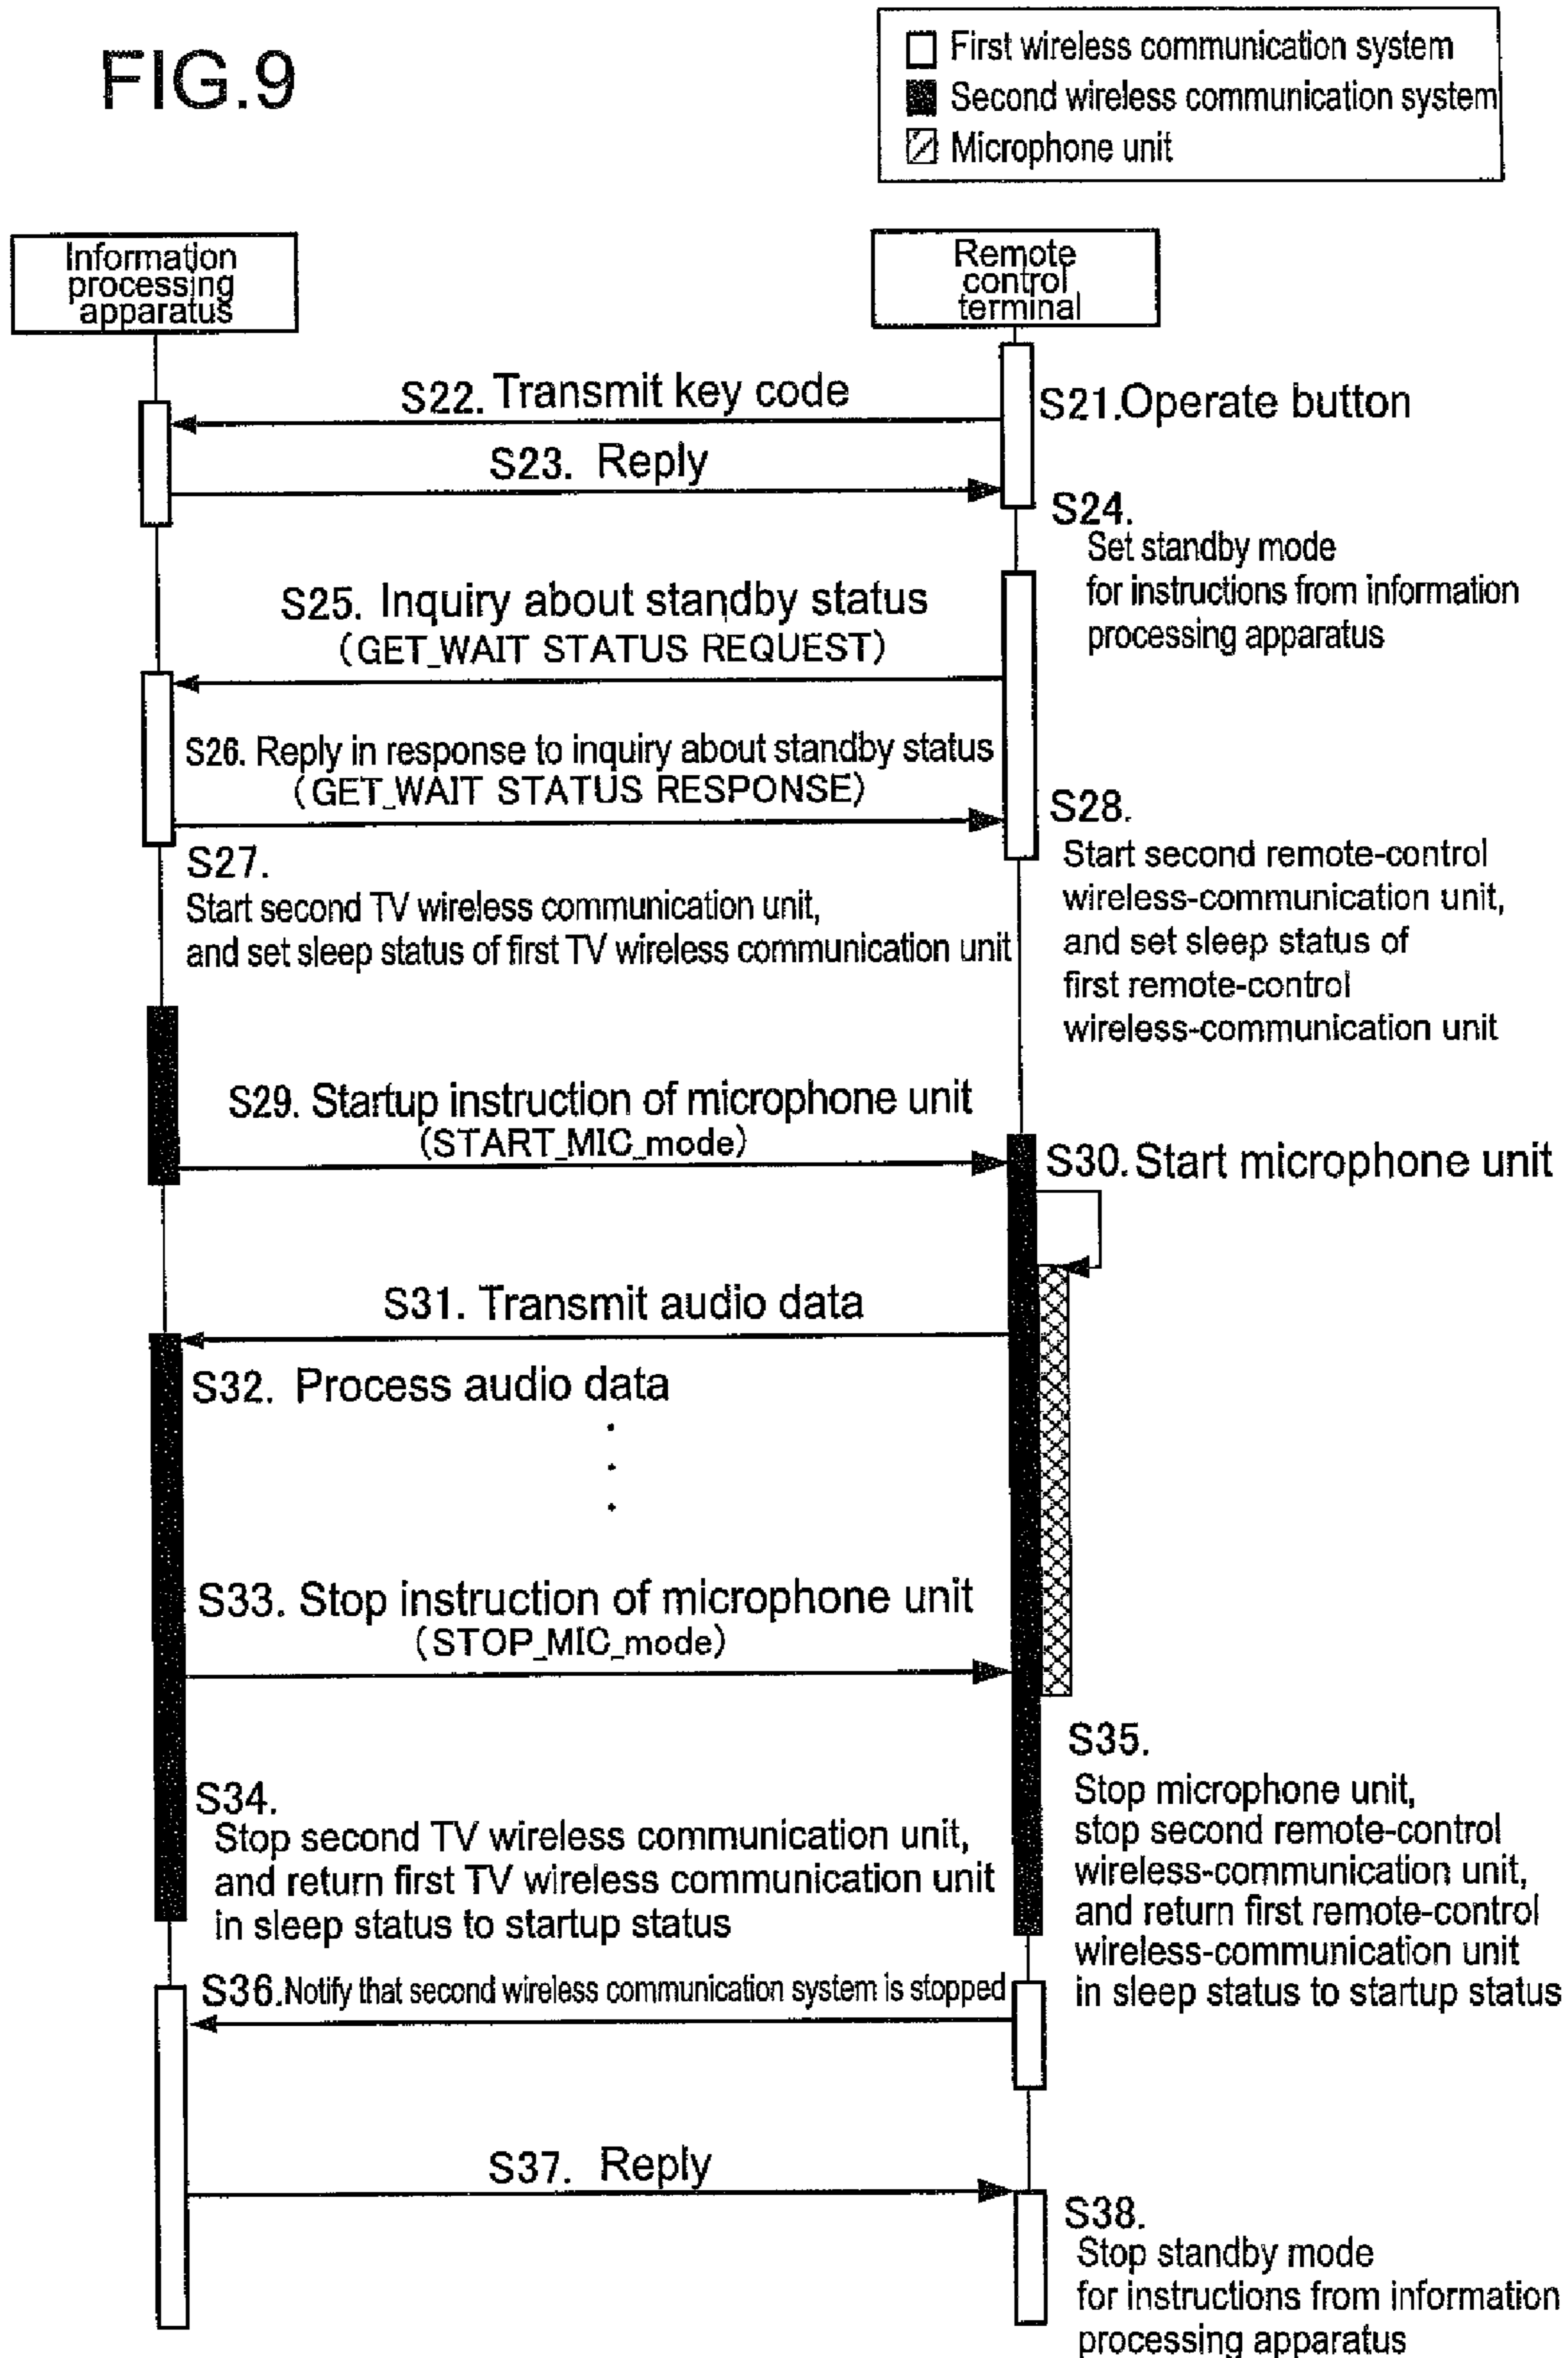 FIG.9
First wireless communication system
Second wireless communication system
Microphone unit
Information
processing
apparatus
Remote
control
terminal
S22. Transmit key code
S21. Operate button
S23. Reply
S24.
Set standby mode
for instructions from information
processing apparatus
S25. Inquiry about standby status
(GET_WAIT STATUS REQUEST)
S26. Reply in response to inquiry about standby status
(GET_WAIT STATUS RESPONSE)
S27.
Start second TV wireless communication unit,
and set sleep status of first TV wireless communication unit
S28.
Start second remote-control
wireless-communication unit,
and set sleep status of
first remote-control
wireless-communication unit
S29. Startup instruction of microphone unit
(START_MIC_mode)
S30. Start microphone unit
S31. Transmit audio data
S32. Process audio data
S33. Stop instruction of microphone unit
(STOP_MIC_mode)
S34.
Stop second TV wireless communication unit,
and return first TV wireless communication unit
in sleep status to startup status
S35.
Stop microphone unit,
stop second remote-control
wireless-communication unit,
and return first remote-control
wireless-communication unit
in sleep status to startup status
S36. Notify that second wireless communication system is stopped
S37. Reply
S38.
Stop standby mode
for instructions from information
processing apparatus